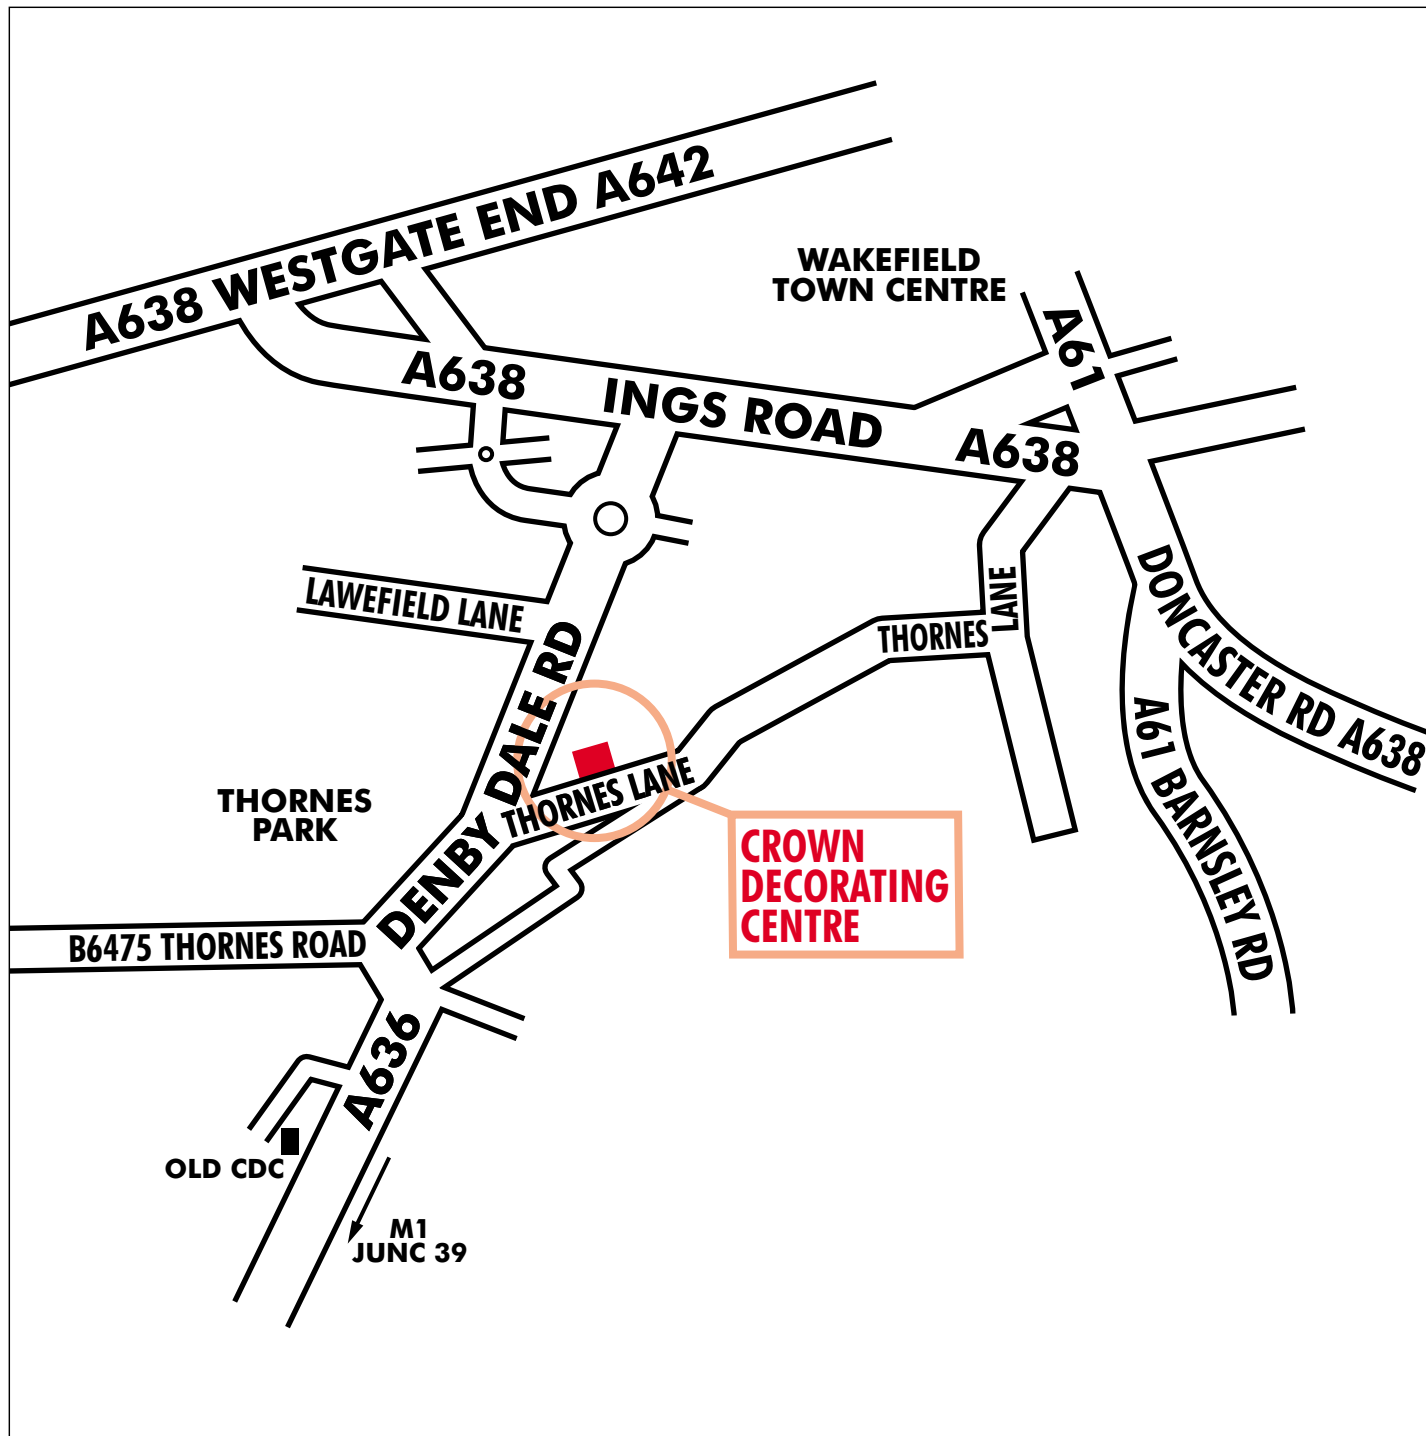 A638 WESTGATE END A642
WAKEFIELD
TOWN CENTRE
A61
A638
INGS ROAD
A638
LAWEFIELD LANE
DENBY DALE RD
THORNES
LANE
DONCASTER RD A638
A61 BARNSLEY RD
THORNES LANE
THORNES
PARK
CROWN
DECORATING
CENTRE
B6475 THORNES ROAD
A636
OLD CDC
M1
JUNC 39